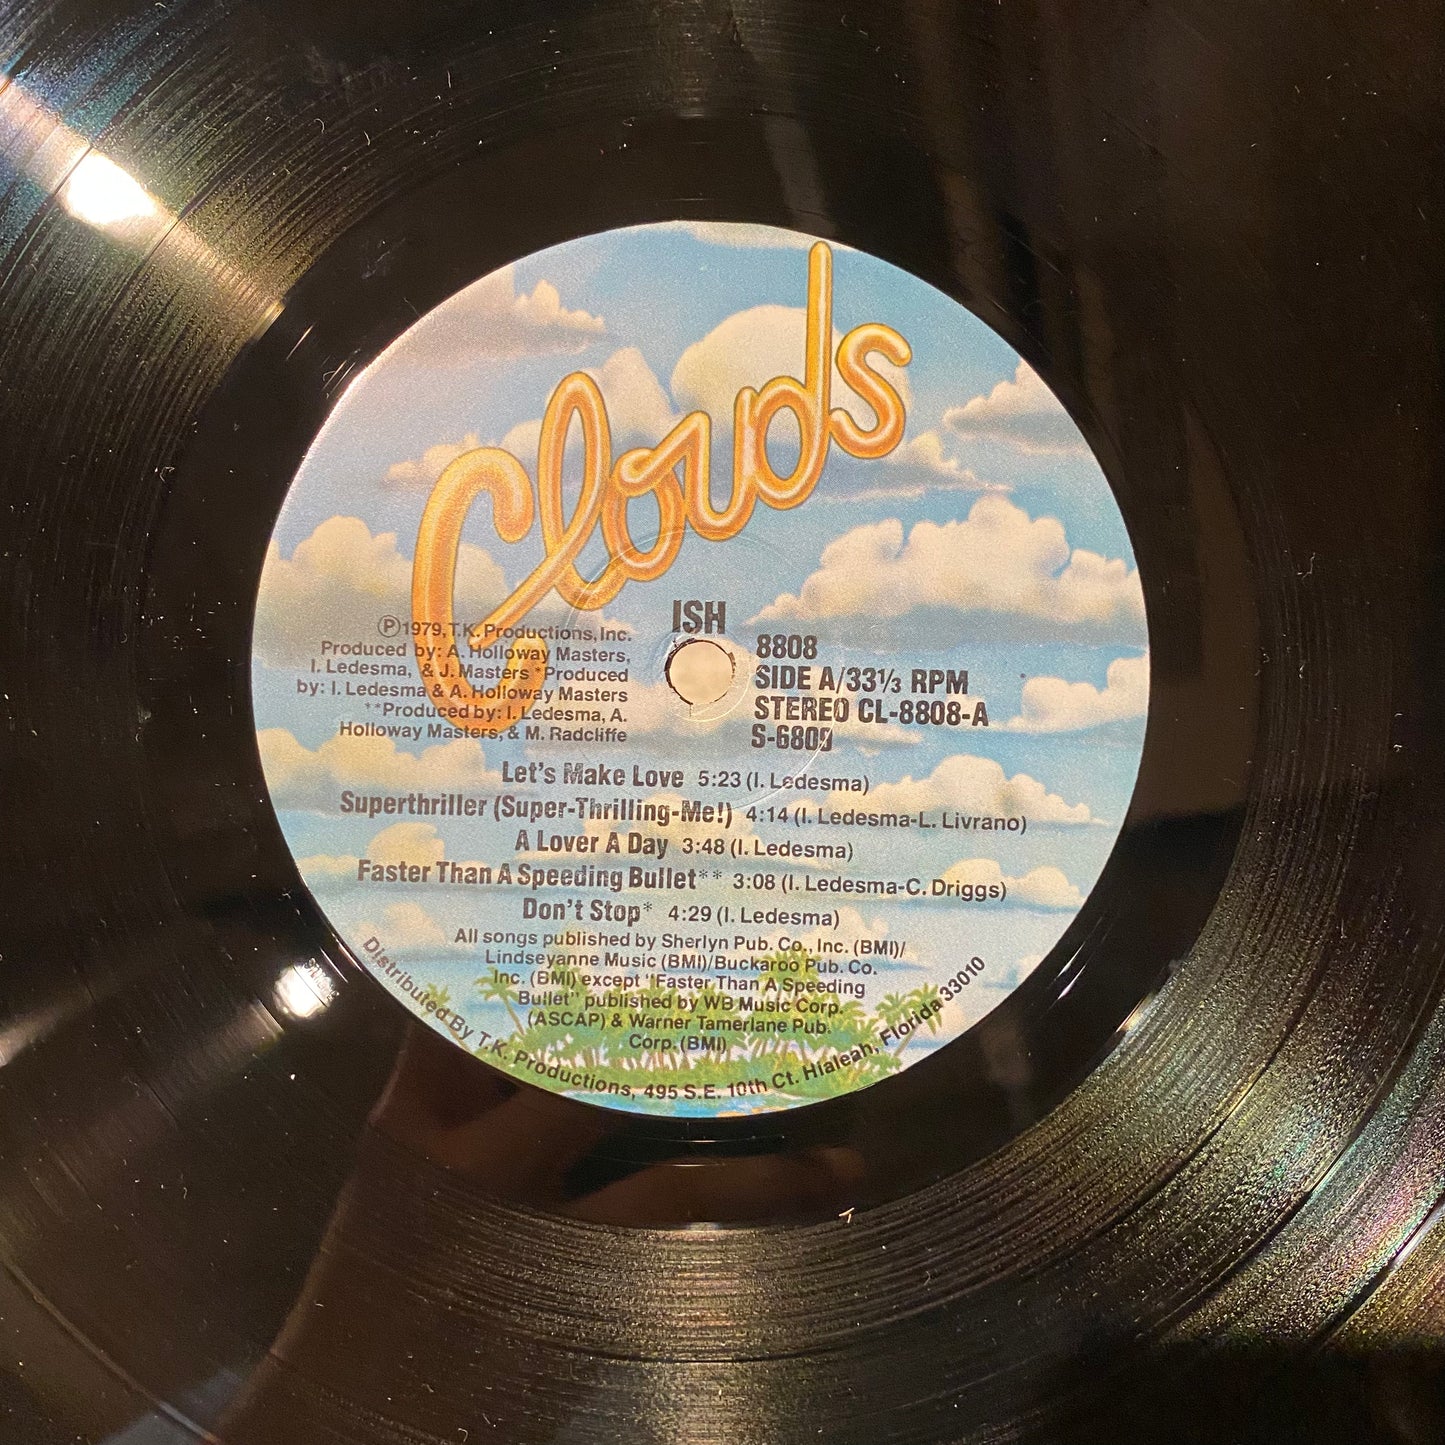 Clouds
ISH
℗1979, T.K. Productions, Inc.
Produced by: A. Holloway Masters,
I. Ledesma, & J. Masters *Produced
by: I. Ledesma & A. Holloway Masters
**Produced by: I. Ledesma, A.
Holloway Masters, & M. Radcliffe
8808
SIDE A/33⅓ RPM
STEREO CL-8808-A
S-6809
Let's Make Love 5:23 (I. Ledesma)
Superthriller (Super-Thrilling-Me!) 4:14 (I. Ledesma-L. Livrano)
A Lover A Day 3:48 (I. Ledesma)
Faster Than A Speeding Bullet** 3:08 (I. Ledesma-C. Driggs)
Don't Stop* 4:29 (I. Ledesma)
All songs published by Sherlyn Pub. Co., Inc. (BMI)/
Lindseyanne Music (BMI)/Buckaroo Pub. Co.
Inc. (BMI) except "Faster Than A Speeding
Bullet" published by WB Music Corp.
(ASCAP) & Warner Tamerlane Pub.
Corp. (BMI)
Distributed By T.K. Productions, 495 S.E. 10th Ct. Hialeah, Florida 33010